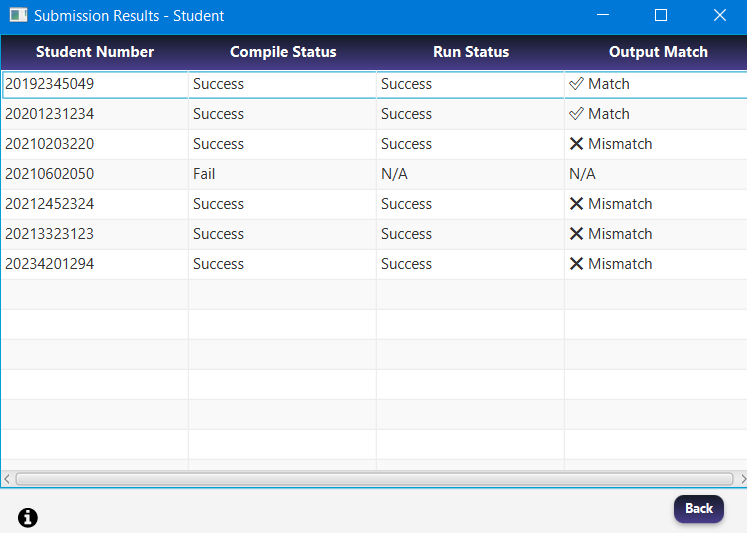 Submission Results - Student
Student Number Compile Status Run Status Output Match
20192345049 Success Success ✓ Match
20201231234 Success Success ✓ Match
20210203220 Success Success ✕ Mismatch
20210602050 Fail N/A N/A
20212452324 Success Success ✕ Mismatch
20213323123 Success Success ✕ Mismatch
20234201294 Success Success ✕ Mismatch
Back